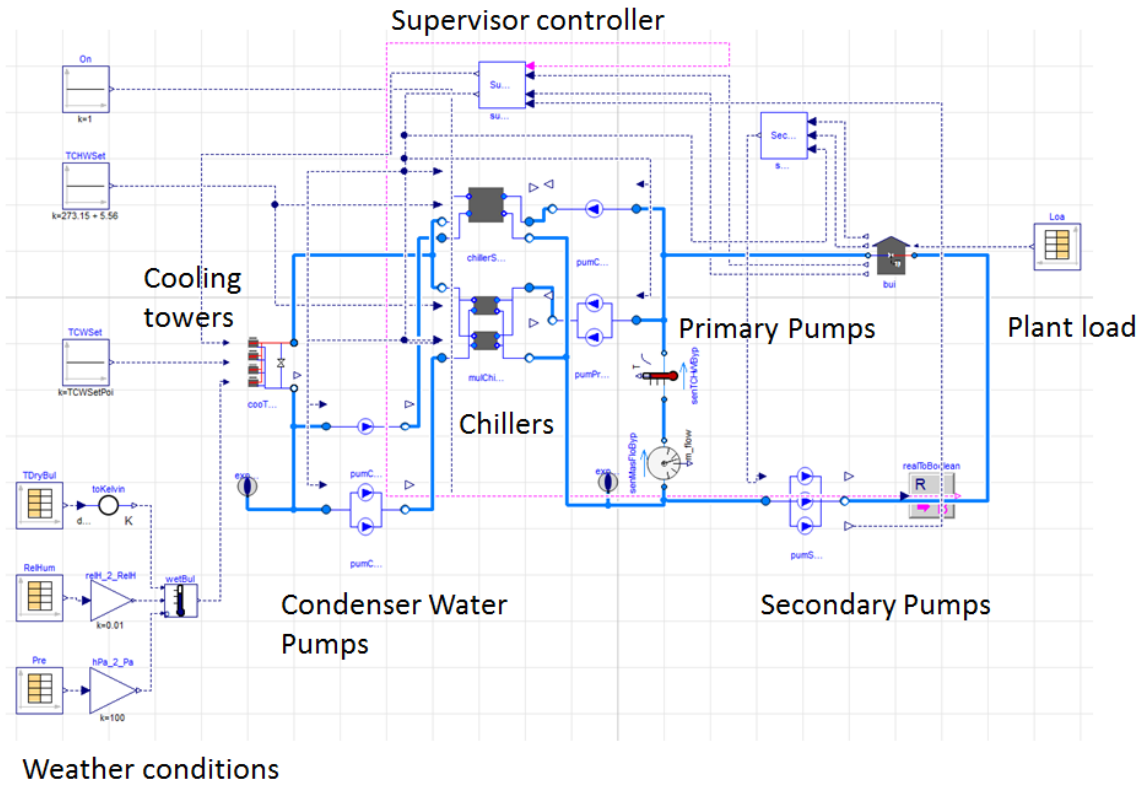 Supervisor controller
On
k=1
Su...
su...
Sec...
s...
TCHWSet
k=273.15 + 5.56
Loa
chillerS...
pumC...
bui
Cooling
towers
Primary Pumps
Plant load
TCWSet
k=TCWSetPoi
cooT...
mulChi...
pumPr...
T
senTCHWByp
Chillers
m_flow
senMasFloByp
exp...
pumC...
exp...
realToBoolean
R
TDryBul
toKelvin
d...
K
pumC...
pumS...
RelHum
relH_2_RelH
k=0.01
wetBul
Condenser Water
Pumps
Secondary Pumps
Pre
hPa_2_Pa
k=100
Weather conditions